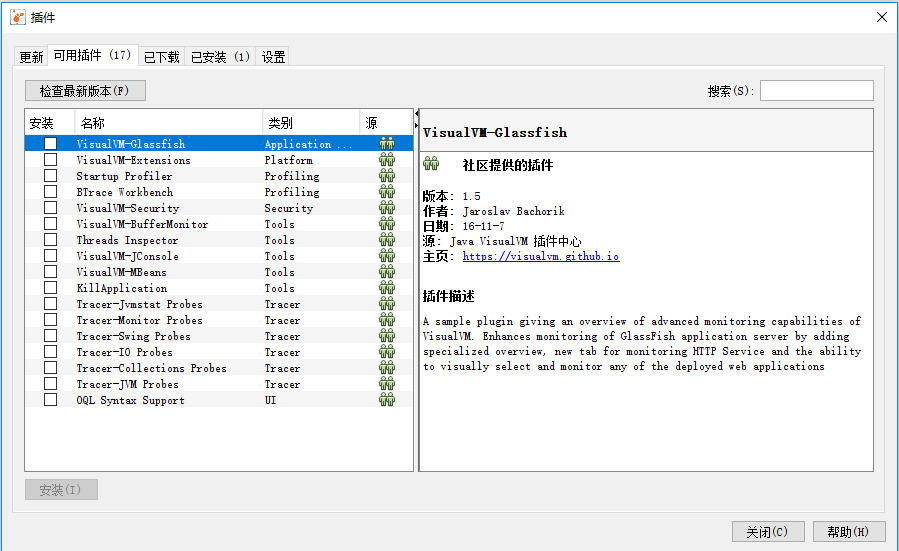 插件
更新 可用插件 (17) 已下载 已安装 (1) 设置
检查最新版本(F) 搜索(S):
安装 名称 类别 源
VisualVM-Glassfish Application ...
VisualVM-Extensions Platform
Startup Profiler Profiling
BTrace Workbench Profiling
VisualVM-Security Security
VisualVM-BufferMonitor Tools
Threads Inspector Tools
VisualVM-JConsole Tools
VisualVM-MBeans Tools
KillApplication Tools
Tracer-Jvmstat Probes Tracer
Tracer-Monitor Probes Tracer
Tracer-Swing Probes Tracer
Tracer-IO Probes Tracer
Tracer-Collections Probes Tracer
Tracer-JVM Probes Tracer
OQL Syntax Support UI
VisualVM-Glassfish
社区提供的插件
版本: 1.5
作者: Jaroslav Bachorik
日期: 16-11-7
源: Java VisualVM 插件中心
主页: https://visualvm.github.io
插件描述
A sample plugin giving an overview of advanced monitoring capabilities of
VisualVM. Enhances monitoring of GlassFish application server by adding
specialized overview, new tab for monitoring HTTP Service and the ability
to visually select and monitor any of the deployed web applications
安装(I)
关闭(C) 帮助(H)